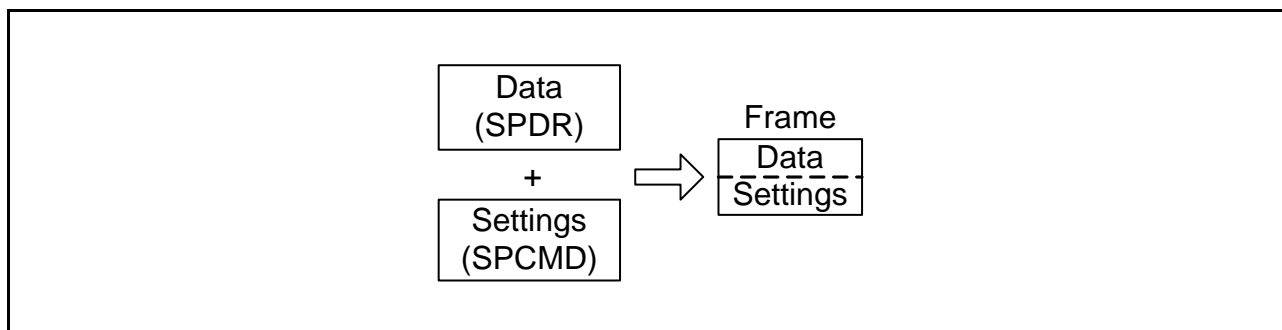 Data
(SPDR)
+
Settings
(SPCMD)
Frame
Data
Settings